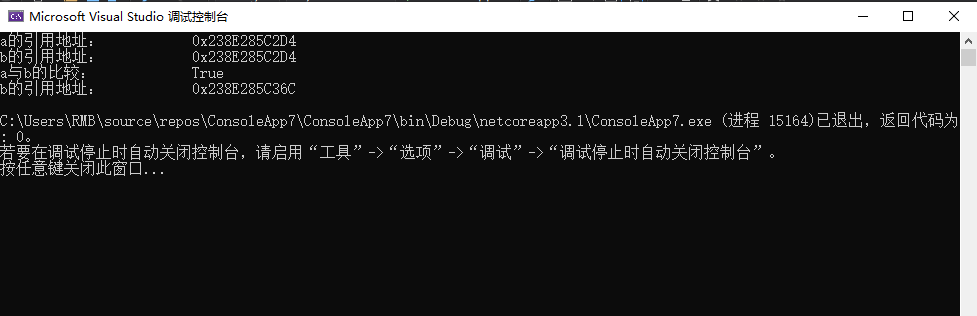 Microsoft Visual Studio 调试控制台
a的引用地址: 0x238E285C2D4
b的引用地址: 0x238E285C2D4
a与b的比较: True
b的引用地址: 0x238E285C36C
C:\Users\RMB\source\repos\ConsoleApp7\ConsoleApp7\bin\Debug\netcoreapp3.1\ConsoleApp7.exe (进程 15164)已退出，返回代码为
: 0。
若要在调试停止时自动关闭控制台，请启用“工具”->“选项”->“调试”->“调试停止时自动关闭控制台”。
按任意键关闭此窗口...